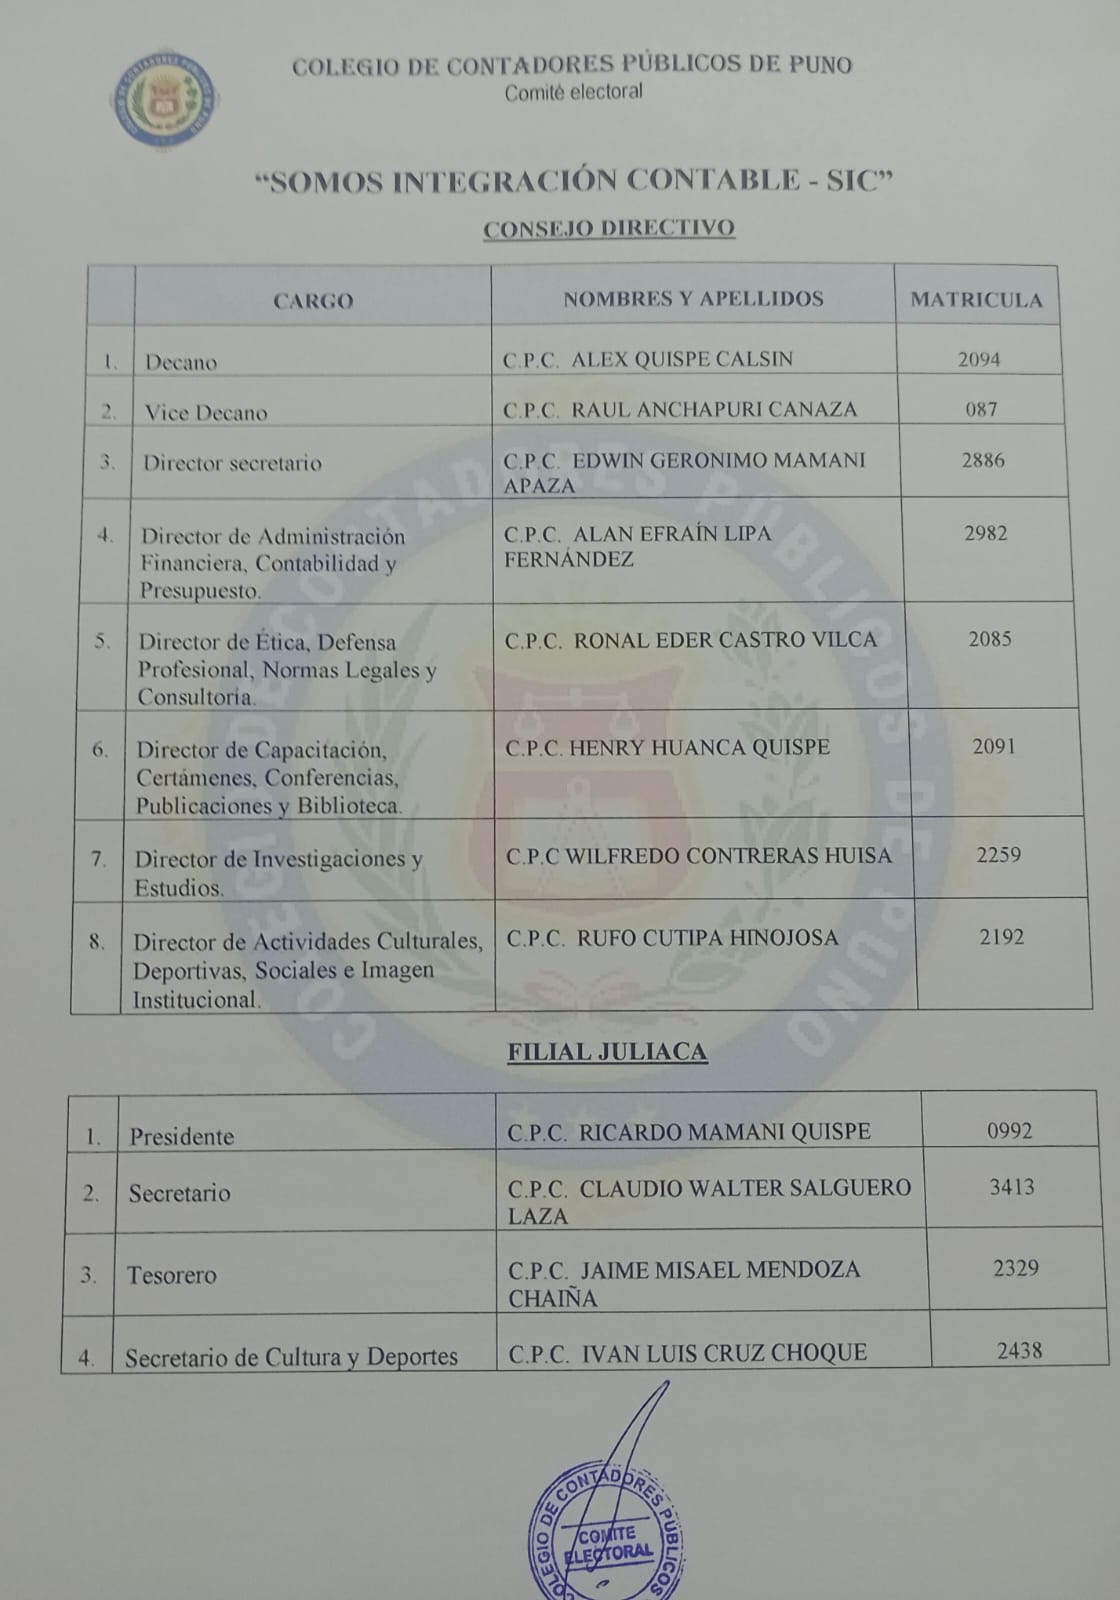 COLEGIO DE CONTADORES PÚBLICOS DE PUNO
Comité electoral
“SOMOS INTEGRACIÓN CONTABLE - SIC”
CONSEJO DIRECTIVO
CARGO NOMBRES Y APELLIDOS MATRICULA
1. Decano C.P.C. ALEX QUISPE CALSIN 2094
2. Vice Decano C.P.C. RAUL ANCHAPURI CANAZA 087
3. Director secretario C.P.C. EDWIN GERONIMO MAMANI 2886
APAZA
4. Director de Administración C.P.C. ALAN EFRAÍN LIPA 2982
Financiera, Contabilidad y FERNÁNDEZ
Presupuesto.
5. Director de Ética, Defensa C.P.C. RONAL EDER CASTRO VILCA 2085
Profesional, Normas Legales y
Consultoría.
6. Director de Capacitación, C.P.C. HENRY HUANCA QUISPE 2091
Certámenes, Conferencias,
Publicaciones y Biblioteca.
7. Director de Investigaciones y C.P.C WILFREDO CONTRERAS HUISA 2259
Estudios.
8. Director de Actividades Culturales, C.P.C. RUFO CUTIPA HINOJOSA 2192
Deportivas, Sociales e Imagen
Institucional.
FILIAL JULIACA
1. Presidente C.P.C. RICARDO MAMANI QUISPE 0992
2. Secretario C.P.C. CLAUDIO WALTER SALGUERO 3413
LAZA
3. Tesorero C.P.C. JAIME MISAEL MENDOZA 2329
CHAIÑA
4. Secretario de Cultura y Deportes C.P.C. IVAN LUIS CRUZ CHOQUE 2438
COLEGIO DE CONTADORES PÚBLICOS DE PUNO
COLEGIO DE CONTADORES PÚBLICOS
COMITE
ELECTORAL